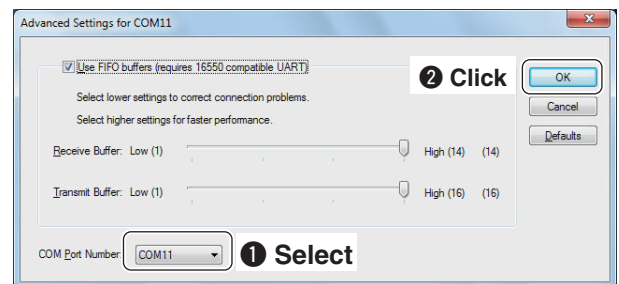 Advanced Settings for COM11
Use FIFO buffers (requires 16550 compatible UART)
❷ Click
OK
Select lower settings to correct connection problems.
Cancel
Select higher settings for faster performance.
Defaults
Receive Buffer: Low (1) High (14) (14)
Transmit Buffer: Low (1) High (16) (16)
COM Port Number: COM11 ❶ Select